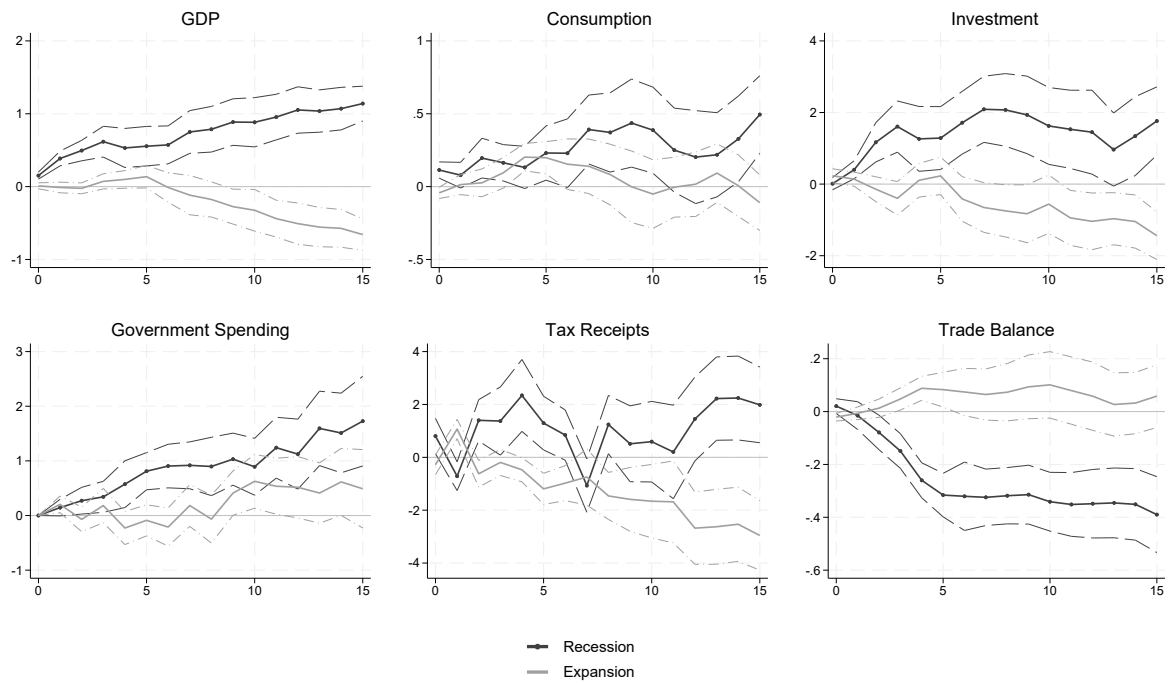 GDP
2
1
0
-1
0 5 10 15
Consumption
1
.5
0
-.5
0 5 10 15
Investment
4
2
0
-2
0 5 10 15
Government Spending
3
2
1
0
-1
0 5 10 15
Tax Receipts
4
2
0
-2
-4
0 5 10 15
Trade Balance
.2
0
-.2
-.4
-.6
0 5 10 15
Recession
Expansion